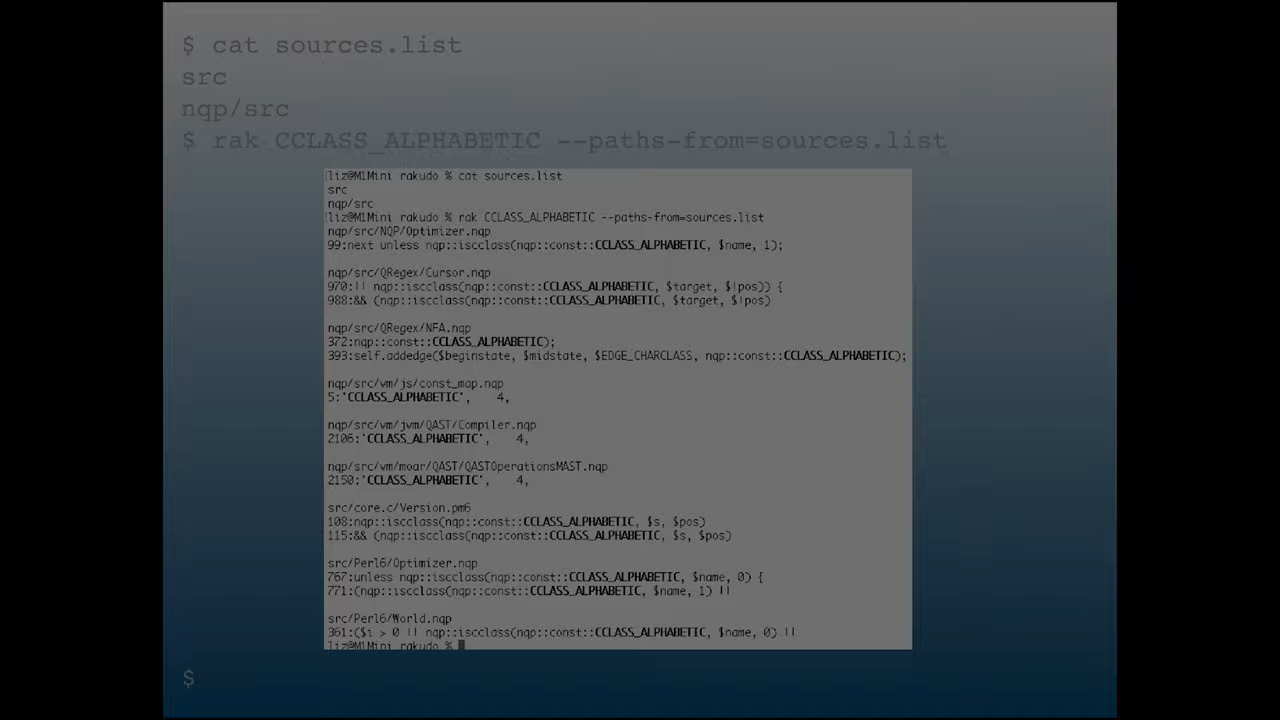 $ cat sources.list
src
nqp/src
$ rak CCLASS_ALPHABETIC --paths-from=sources.list
liz@M1Mini rakudo % cat sources.list
src
nqp/src
liz@M1Mini rakudo % rak CCLASS_ALPHABETIC --paths-from=sources.list
nqp/src/NQP/Optimizer.nqp
99:next unless nqp::iscclass(nqp::const::CCLASS_ALPHABETIC, $name, 1);
nqp/src/QRegex/Cursor.nqp
970:|| nqp::iscclass(nqp::const::CCLASS_ALPHABETIC, $target, $!pos)) {
988:&& (nqp::iscclass(nqp::const::CCLASS_ALPHABETIC, $target, $!pos)
nqp/src/QRegex/NFA.nqp
372:nqp::const::CCLASS_ALPHABETIC);
393:self.addedge($beginstate, $midstate, $EDGE_CHARCLASS, nqp::const::CCLASS_ALPHABETIC);
nqp/src/vm/js/const_map.nqp
5:'CCLASS_ALPHABETIC',    4,
nqp/src/vm/jvm/QAST/Compiler.nqp
2106:'CCLASS_ALPHABETIC',    4,
nqp/src/vm/moar/QAST/QASTOperationsMAST.nqp
2150:'CCLASS_ALPHABETIC',    4,
src/core.c/Version.pm6
108:nqp::iscclass(nqp::const::CCLASS_ALPHABETIC, $s, $pos)
115:&& (nqp::iscclass(nqp::const::CCLASS_ALPHABETIC, $s, $pos)
src/Perl6/Optimizer.nqp
767:unless nqp::iscclass(nqp::const::CCLASS_ALPHABETIC, $name, 0) {
771:(nqp::iscclass(nqp::const::CCLASS_ALPHABETIC, $name, 1) ||
src/Perl6/World.nqp
361:($i > 0 || nqp::iscclass(nqp::const::CCLASS_ALPHABETIC, $name, 0) ||
liz@M1Mini rakudo %
$